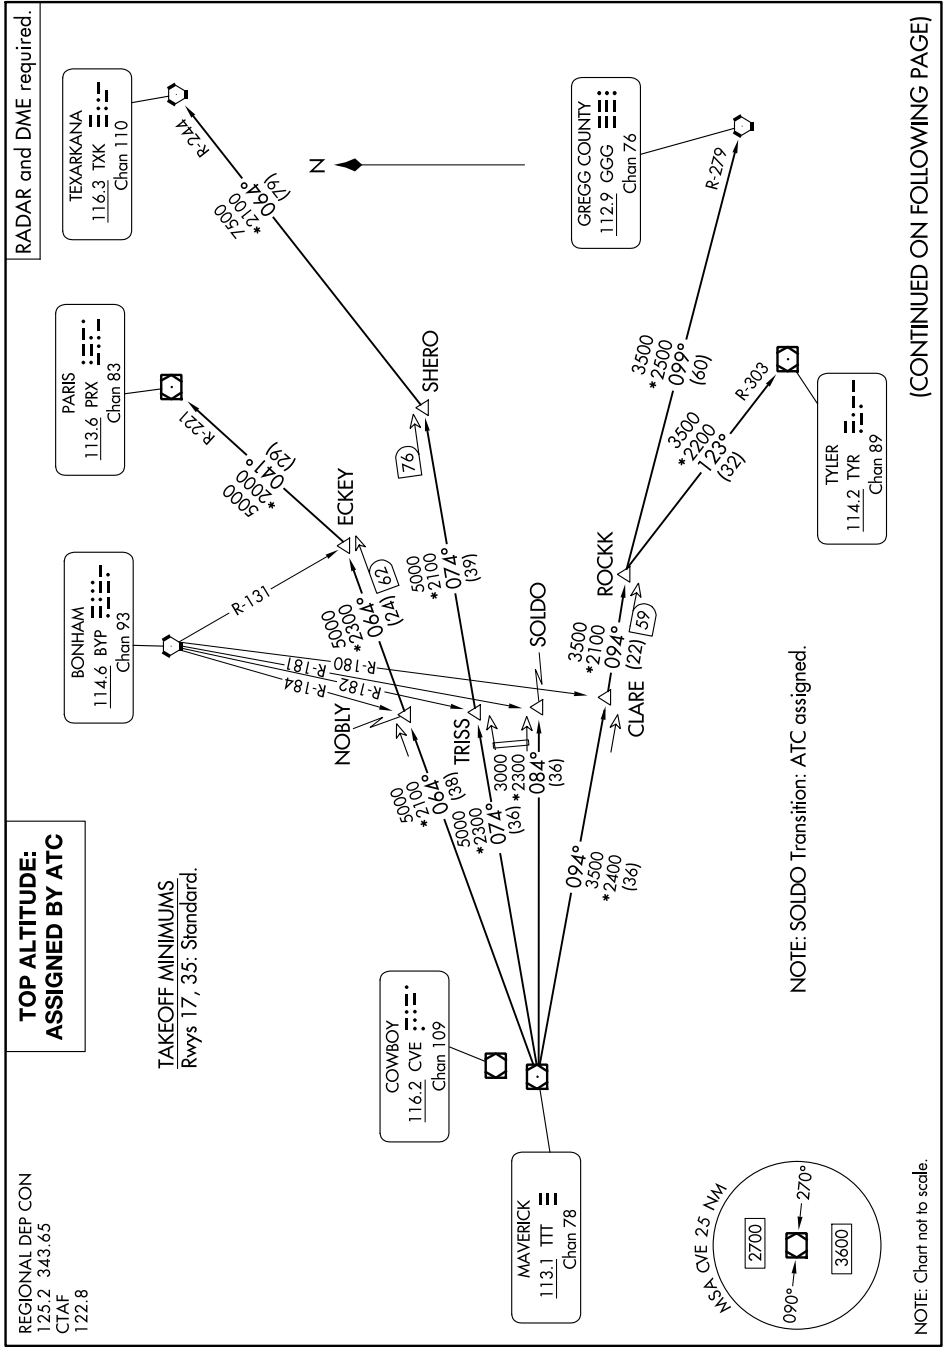 REGIONAL DEP CON
125.2 343.65
CTAF
122.8
TOP ALTITUDE:
ASSIGNED BY ATC
RADAR and DME required.
TAKEOFF MINIMUMS
Rwys 17, 35: Standard.
BONHAM
114.6 BYP
Chan 93
PARIS
113.6 PRX
Chan 83
TEXARKANA
116.3 TXK
Chan 110
N
R-244
7500
*2100
064°
(79)
R-221
5000
*2000
041°
(29)
ECKEY
R-131
R-184
R-182
R-181
R-180
5000
*2300
064°
(24)
62
NOBLY
SHERO
76
5000
*2100
074°
(39)
TRISS
5000
*2100
064°
(38)
5000
*2300
074°
(36)
3000
*2300
084°
(36)
SOLDO
COWBOY
116.2 CVE
Chan 109
MAVERICK
113.1 TTT
Chan 78
094°
3500
*2400
(36)
CLARE
3500
*2100
094°
(22)
59
ROCKK
3500
*2500
099°
(60)
R-279
GREGG COUNTY
112.9 GGG
Chan 76
3500
*2200
123°
(32)
R-303
TYLER
114.2 TYR
Chan 89
NOTE: SOLDO Transition: ATC assigned.
MSA CVE 25 NM
2700
090°
270°
3600
NOTE: Chart not to scale.
(CONTINUED ON FOLLOWING PAGE)